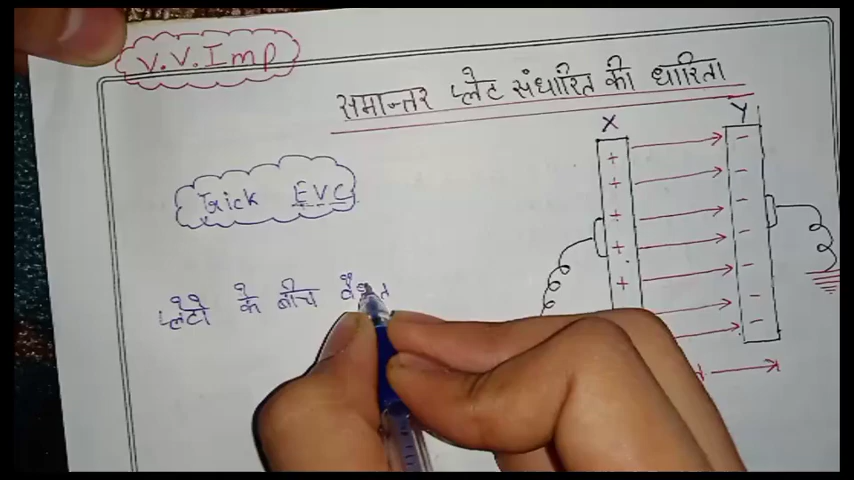 V.V.Imp
समान्तर प्लेट संधारित्र की धारिता
X
Y
Trick EVC
प्लेटो के बीच वैद्युत
+ -
+ -
+ -
+ -
+ -
-
-